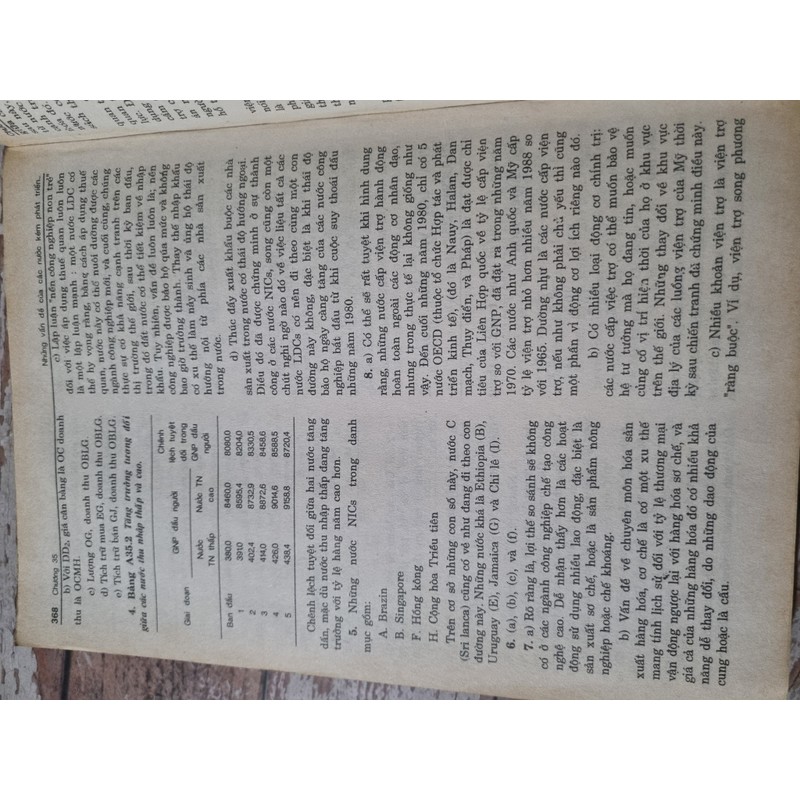 368 Chương 35
Những vấn đề của các nước kém phát triển...
b) Với DD₂, giá cân bằng là OC doanh
thu là OCMH.
c) Lượng OG, doanh thu OBLG.
d) Tích trữ mua EG, doanh thu OBLG.
e) Tích trữ bán GJ, doanh thu OBLG.
4. Bảng A35.2 Tăng trưởng tương đối
giữa các nước thu nhập thấp và cao.
Giai đoạn GNP đầu người Chênh
Nước Nước TN lệch tuyệt
TN thấp cao đối trong
GNP đầu
người
Ban đầu 380,0 8460,0 8080,0
1 391,0 8595,4 8204,0
2 402,4 8732,9 8330,5
3 414,0 8872,6 8458,6
4 426,0 9014,6 8588,5
5 438,4 9158,8 8720,4
Chênh lệch tuyệt đối giữa hai nước tăng
dần, mặc dù nước thu nhập thấp đang tăng
trưởng với tỷ lệ hàng năm cao hơn.
5. Những nước NICs trong danh
mục gồm:
A. Brazin
B. Singapore
F. Hồng kông
H. Cộng hòa Triều tiên
Trên cơ sở những con số này, nước C
(Sri lanca) cũng có vẻ như đang đi theo con
đường này. Những nước khá là Ethiopia (B),
Uruguay (E), Jamaica (G) và Chi lê (I).
6. (a), (b), (c), và (f).
7. a) Rõ ràng là, lợi thế so sánh sẽ không
có ở các ngành công nghiệp chế tạo công
nghệ cao. Dễ nhận thấy hơn là các hoạt
động sử dụng nhiều lao động, đặc biệt là
sản xuất sơ chế, hoặc là sản phẩm nông
nghiệp hoặc chế khoáng.
b) Vấn đề về chuyên môn hóa sản
xuất hàng hóa, cơ chế là có một xu thế
mang tính lịch sử đối với tỷ lệ thương mại
vận động ngược lại với hàng hóa sơ chế, và
giá cả của những hàng hóa đó có nhiều khả
năng dễ thay đổi, do những dao động của
cung hoặc là cầu.
c) Lập luận "nền công nghiệp non trẻ"
đối với việc áp dụng thuế quan luôn luôn
là một lập luận mạnh : một nước LDC có
thể hy vọng rằng, bằng cách áp dụng thuế
quan, nước này có thể nuôi dưỡng được các
ngành công nghiệp mới, và cuối cùng, chúng
thực sự có khả năng cạnh tranh trên các
thị trường thế giới, sau thời kỳ ban đầu,
trong đó đất nước có thể tiết kiệm về nhập
khẩu. Tuy nhiên, vấn đề luôn luôn là, nền
công nghiệp được bảo hộ quá mức và không
bao giờ trưởng thành. Thay thế nhập khẩu
có xu thế làm nảy sinh và ủng hộ thái độ
hướng nội từ phía các nhà sản xuất
trong nước.
d) Thúc đẩy xuất khẩu buộc các nhà
sản xuất trong nước có thái độ hướng ngoại.
Điều đó đã được chứng minh ở sự thành
công ở các nước NICs, song cũng còn một
chút nghi ngờ nào đó về việc liệu tất cả các
nước LDCs có nên đi theo cùng một con
đường này không, đặc biệt là khi thái độ
bảo hộ ngày càng tăng của các nước công
nghiệp bắt đầu từ khi cuộc suy thoái đầu
những năm 1980.
8. a) Có thể sẽ rất tuyệt khi hình dung
rằng, những nước cấp viện trợ hành động
hoàn toàn ngoài các động cơ nhân đạo,
nhưng trong thực tế lại không giống như
vậy. Đến cuối những năm 1980, chỉ có 5
nước OECD (thuộc tổ chức Hợp tác và phát
triển kinh tế), (đó là Nauy, Halan, Đan
mạch, Thụy điển, và Pháp) là đạt được chỉ
tiêu của Liên Hợp quốc về tỷ lệ cấp viện
trợ so với GNP, đã đặt ra trong những năm
1970. Các nước như Anh quốc và Mỹ cấp
tỷ lệ viện trợ nhỏ hơn nhiều năm 1988 so
với 1965. Dường như là các nước cấp viện
trợ, nếu như không phải chủ yếu thì cũng
một phần vì động cơ lợi ích riêng nào đó.
b) Có nhiều loại động cơ chính trị:
các nước cấp việc trợ có thể muốn bảo vệ
hệ tư tưởng mà họ đang tin, hoặc muốn
củng cố vị trí hiện thời của họ ở khu vực
trên thế giới. Những thay đổi về khu vực
địa lý của các luồng viện trợ của Mỹ thời
kỳ sau chiến tranh đã chứng minh điều này.
c) Nhiều khoản viện trợ là viện trợ
"ràng buộc". Ví dụ, viện trợ song phương